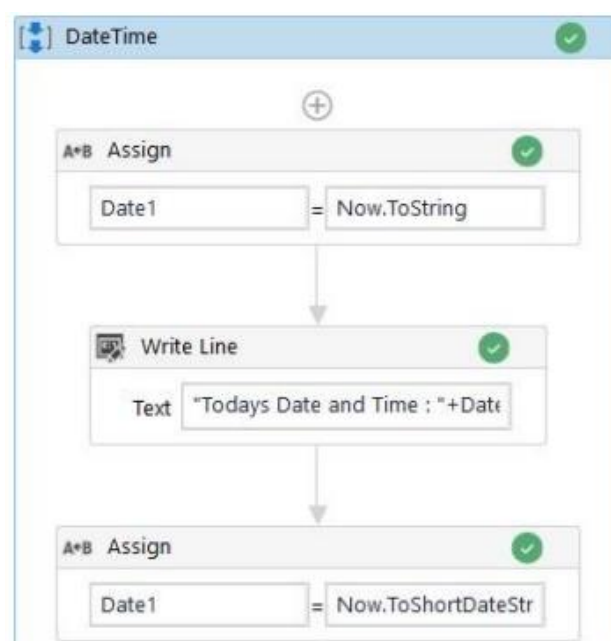 DateTime
A+B Assign
Date1 = Now.ToString
Write Line
Text "Todays Date and Time : "+Date
A+B Assign
Date1 = Now.ToShortDateStr